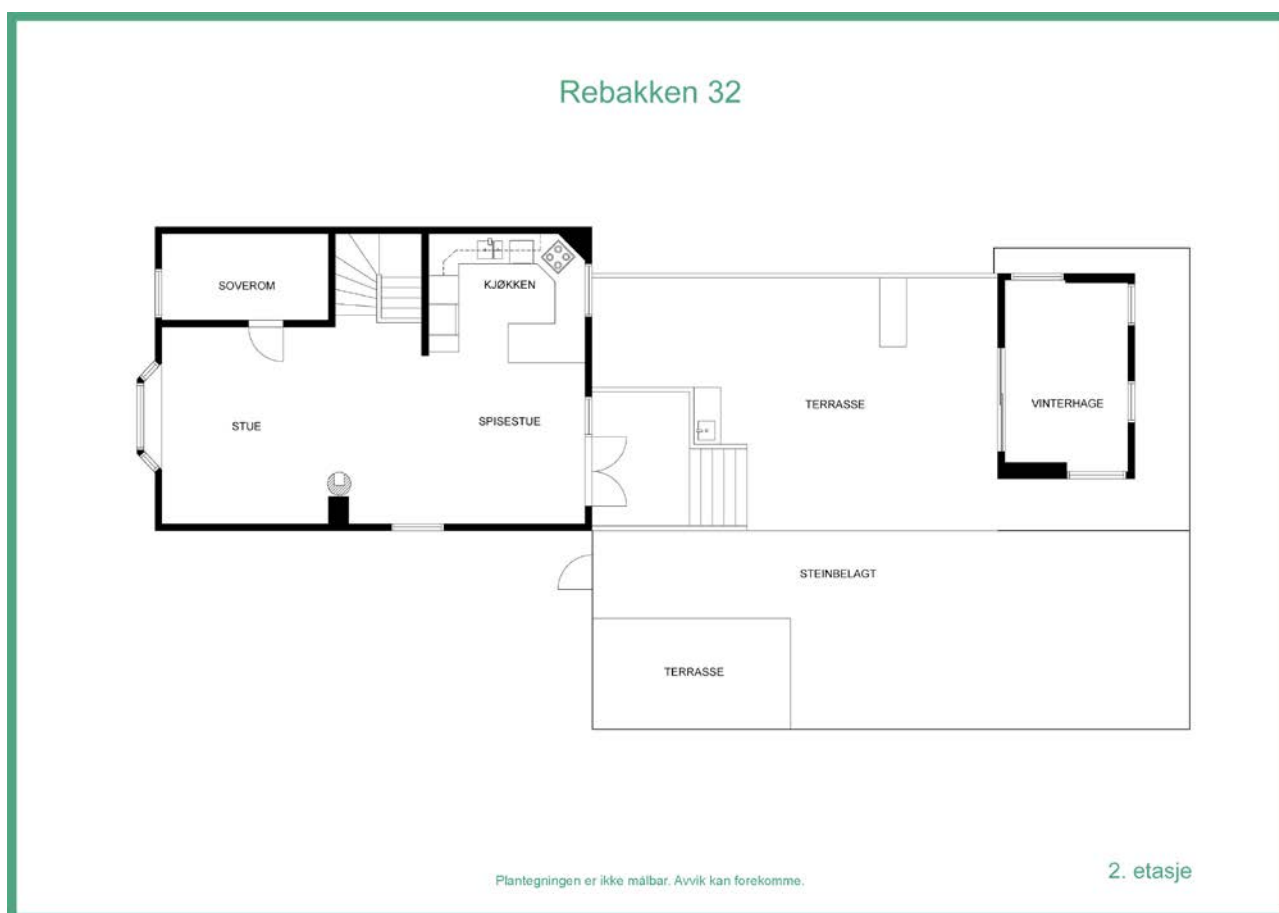 Rebakken 32
SOVEROM
KJØKKEN
STUE
SPISESTUE
TERRASSE
VINTERHAGE
STEINBELAGT
TERRASSE
Plantegningen er ikke målbar. Avvik kan forekomme.
2. etasje